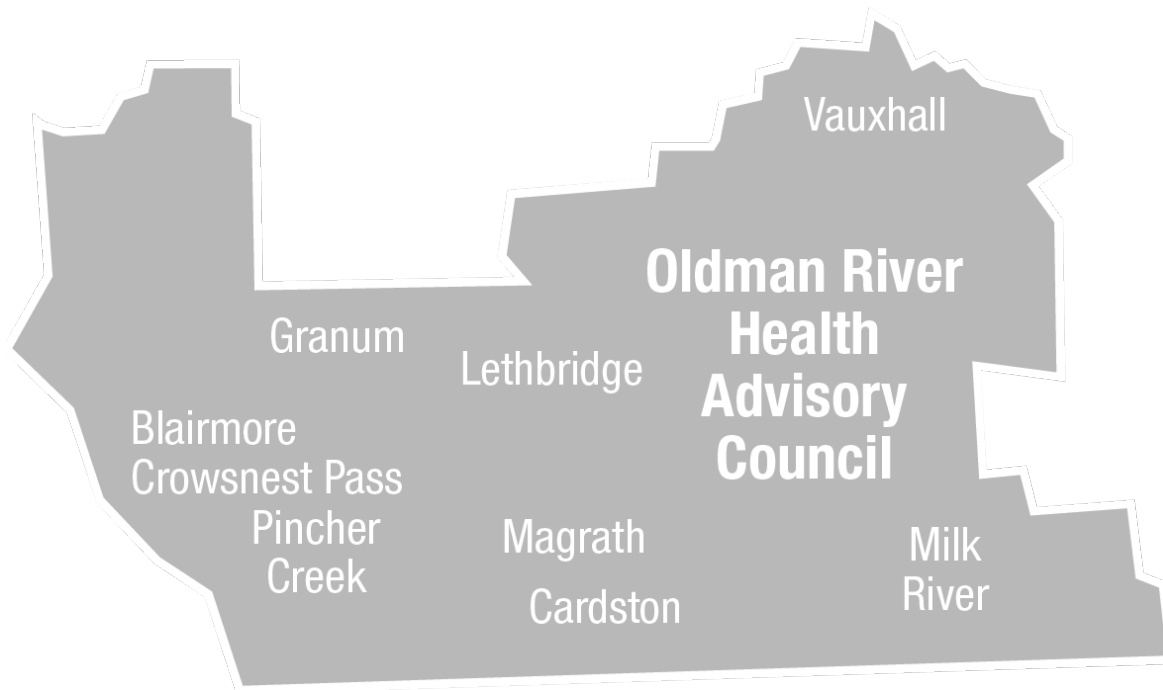 Vauxhall
Oldman River
Health
Advisory
Council
Granum
Lethbridge
Blairmore
Crowsnest Pass
Pincher
Creek
Magrath
Cardston
Milk
River